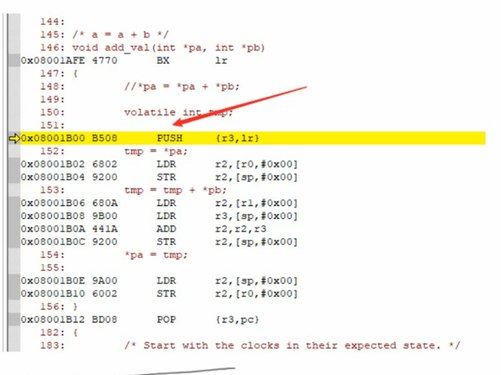 144:
145: /* a = a + b */
146: void add_val(int *pa, int *pb)
0x08001AFE 4770 BX lr
147: {
148: //*pa = *pa + *pb;
149:
150: volatile int tmp;
151:
0x08001B00 B508 PUSH {r3,lr}
152: tmp = *pa;
0x08001B02 6802 LDR r2,[r0,#0x00]
0x08001B04 9200 STR r2,[sp,#0x00]
153: tmp = tmp + *pb;
0x08001B06 680A LDR r2,[r1,#0x00]
0x08001B08 9B00 LDR r3,[sp,#0x00]
0x08001B0A 441A ADD r2,r2,r3
0x08001B0C 9200 STR r2,[sp,#0x00]
154: *pa = tmp;
155:
0x08001B0E 9A00 LDR r2,[sp,#0x00]
0x08001B10 6002 STR r2,[r0,#0x00]
156: }
0x08001B12 BD08 POP {r3,pc}
182: {
183: /* Start with the clocks in their expected state. */